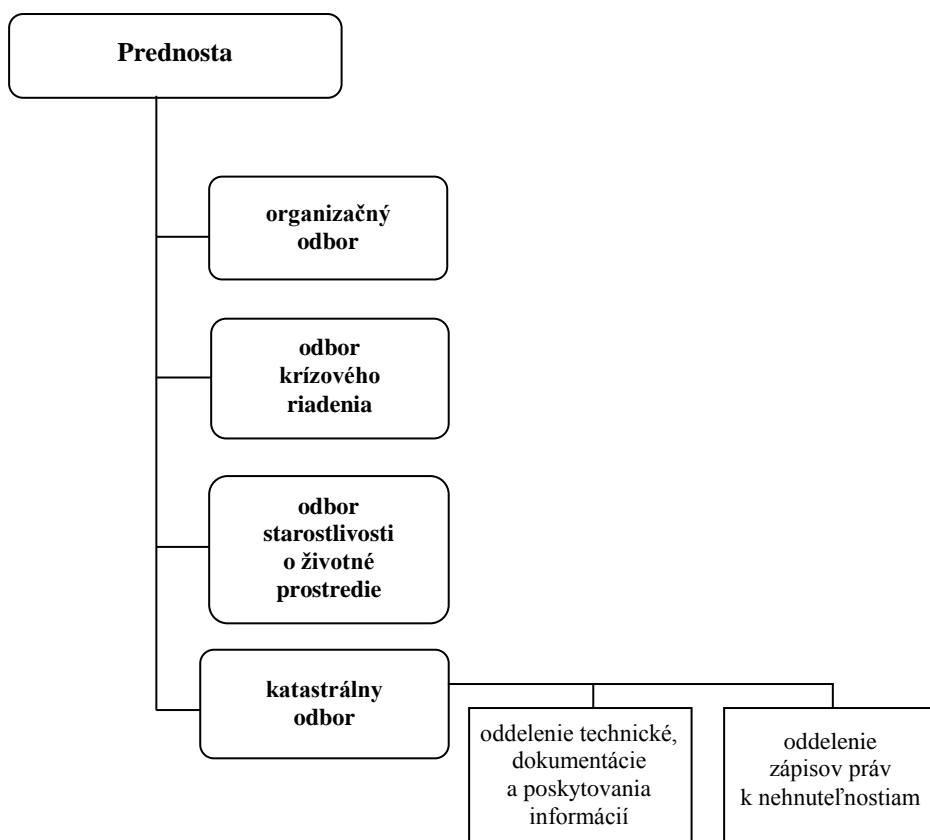 Prednosta
organizačný
odbor
odbor
krízového
riadenia
odbor
starostlivosti
o životné
prostredie
katastrálny
odbor
oddelenie technické,
dokumentácie
a poskytovania
informácií
oddelenie
zápisov práv
k nehnuteľnostiam